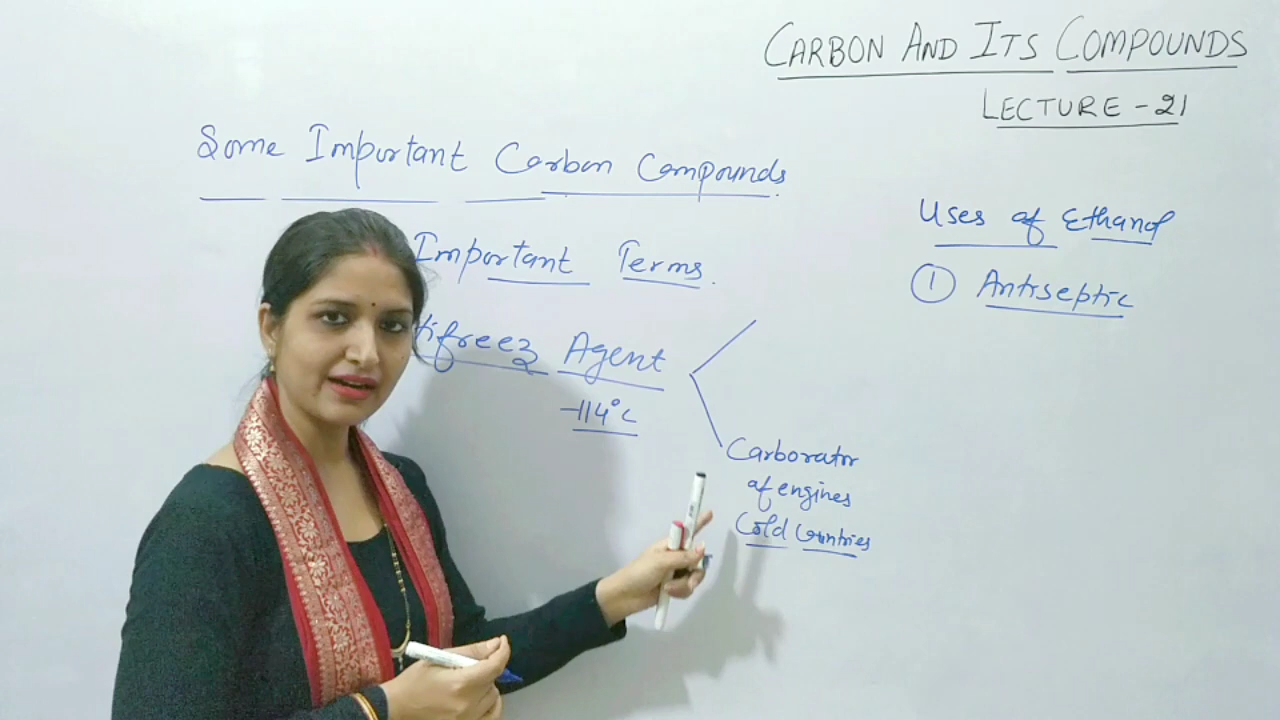 CARBON AND ITS COMPOUNDS
LECTURE - 21
Some Important Carbon Compounds.
Important Terms.
tifreez Agent
-114°C
Carborator
of engines
Cold Countries
Uses of Ethanol
① Antiseptic